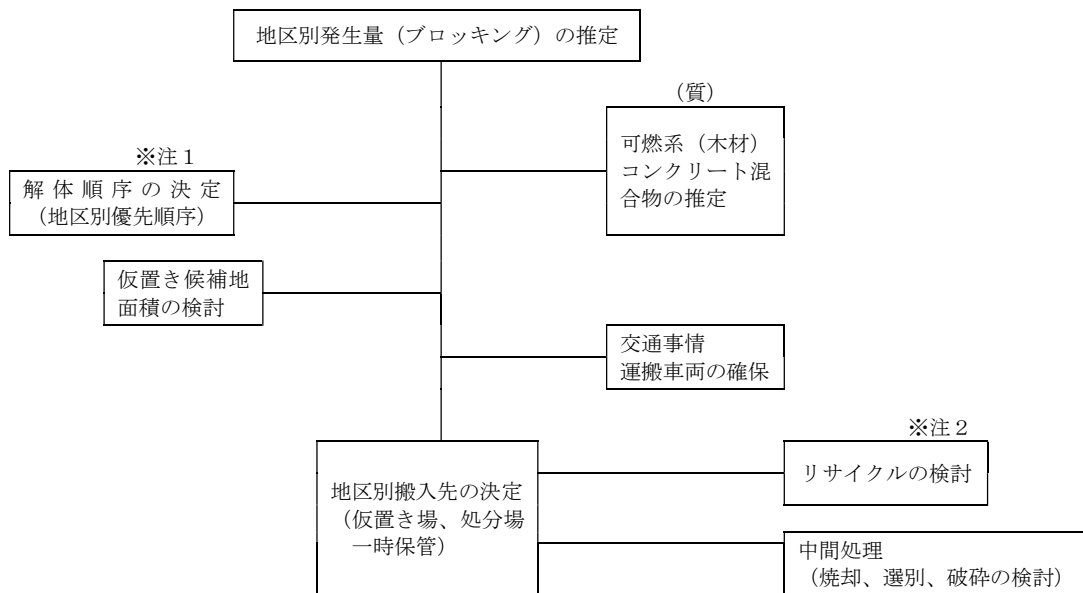 地区別発生量（ブロッキング）の推定
（質）
可燃系（木材）
コンクリート混
合物の推定
※注１
解体順序の決定
（地区別優先順序）
仮置き候補地
面積の検討
交通事情
運搬車両の確保
※注２
リサイクルの検討
地区別搬入先の決定
（仮置き場、処分場
一時保管）
中間処理
（焼却、選別、破砕の検討）